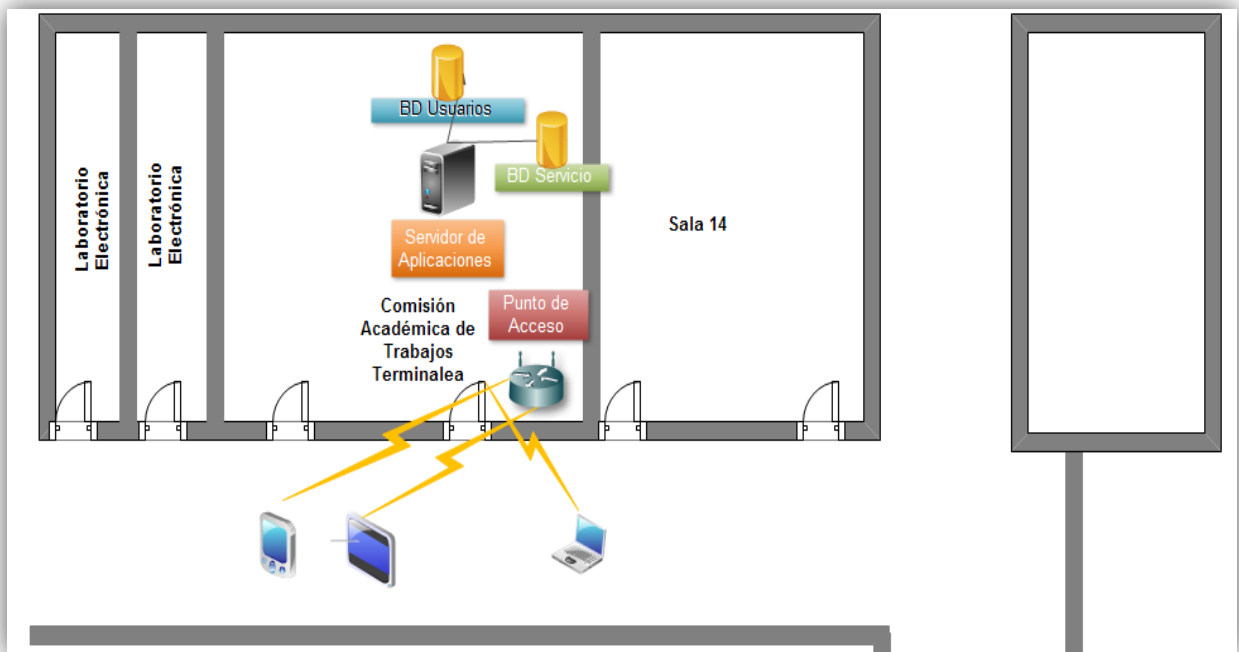 Laboratorio
Electrónica
Laboratorio
Electrónica
BD Usuarios
BD Servicio
Servidor de
Aplicaciones
Comisión
Académica de
Trabajos
Terminalea
Punto de
Acceso
Sala 14